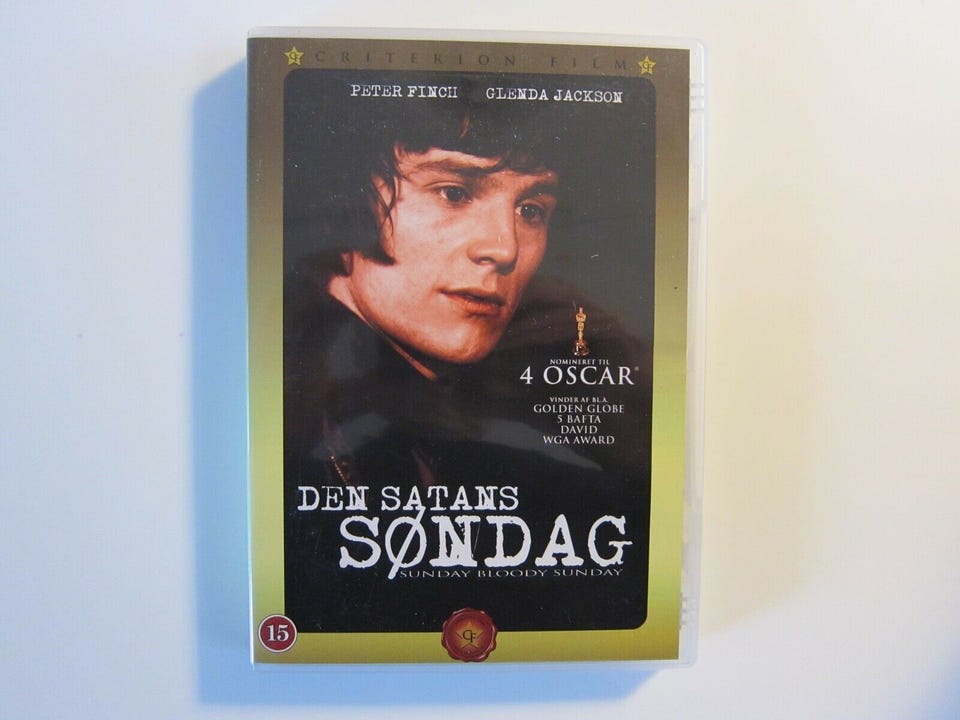 CRITERION FILM
PETER FINCH GLENDA JACKSON
NOMINERET TIL
4 OSCAR®
VINDER AF BL.A.
GOLDEN GLOBE
5 BAFTA
DAVID
WGA AWARD
DEN SATANS
SØNDAG
SUNDAY BLOODY SUNDAY
15
CF